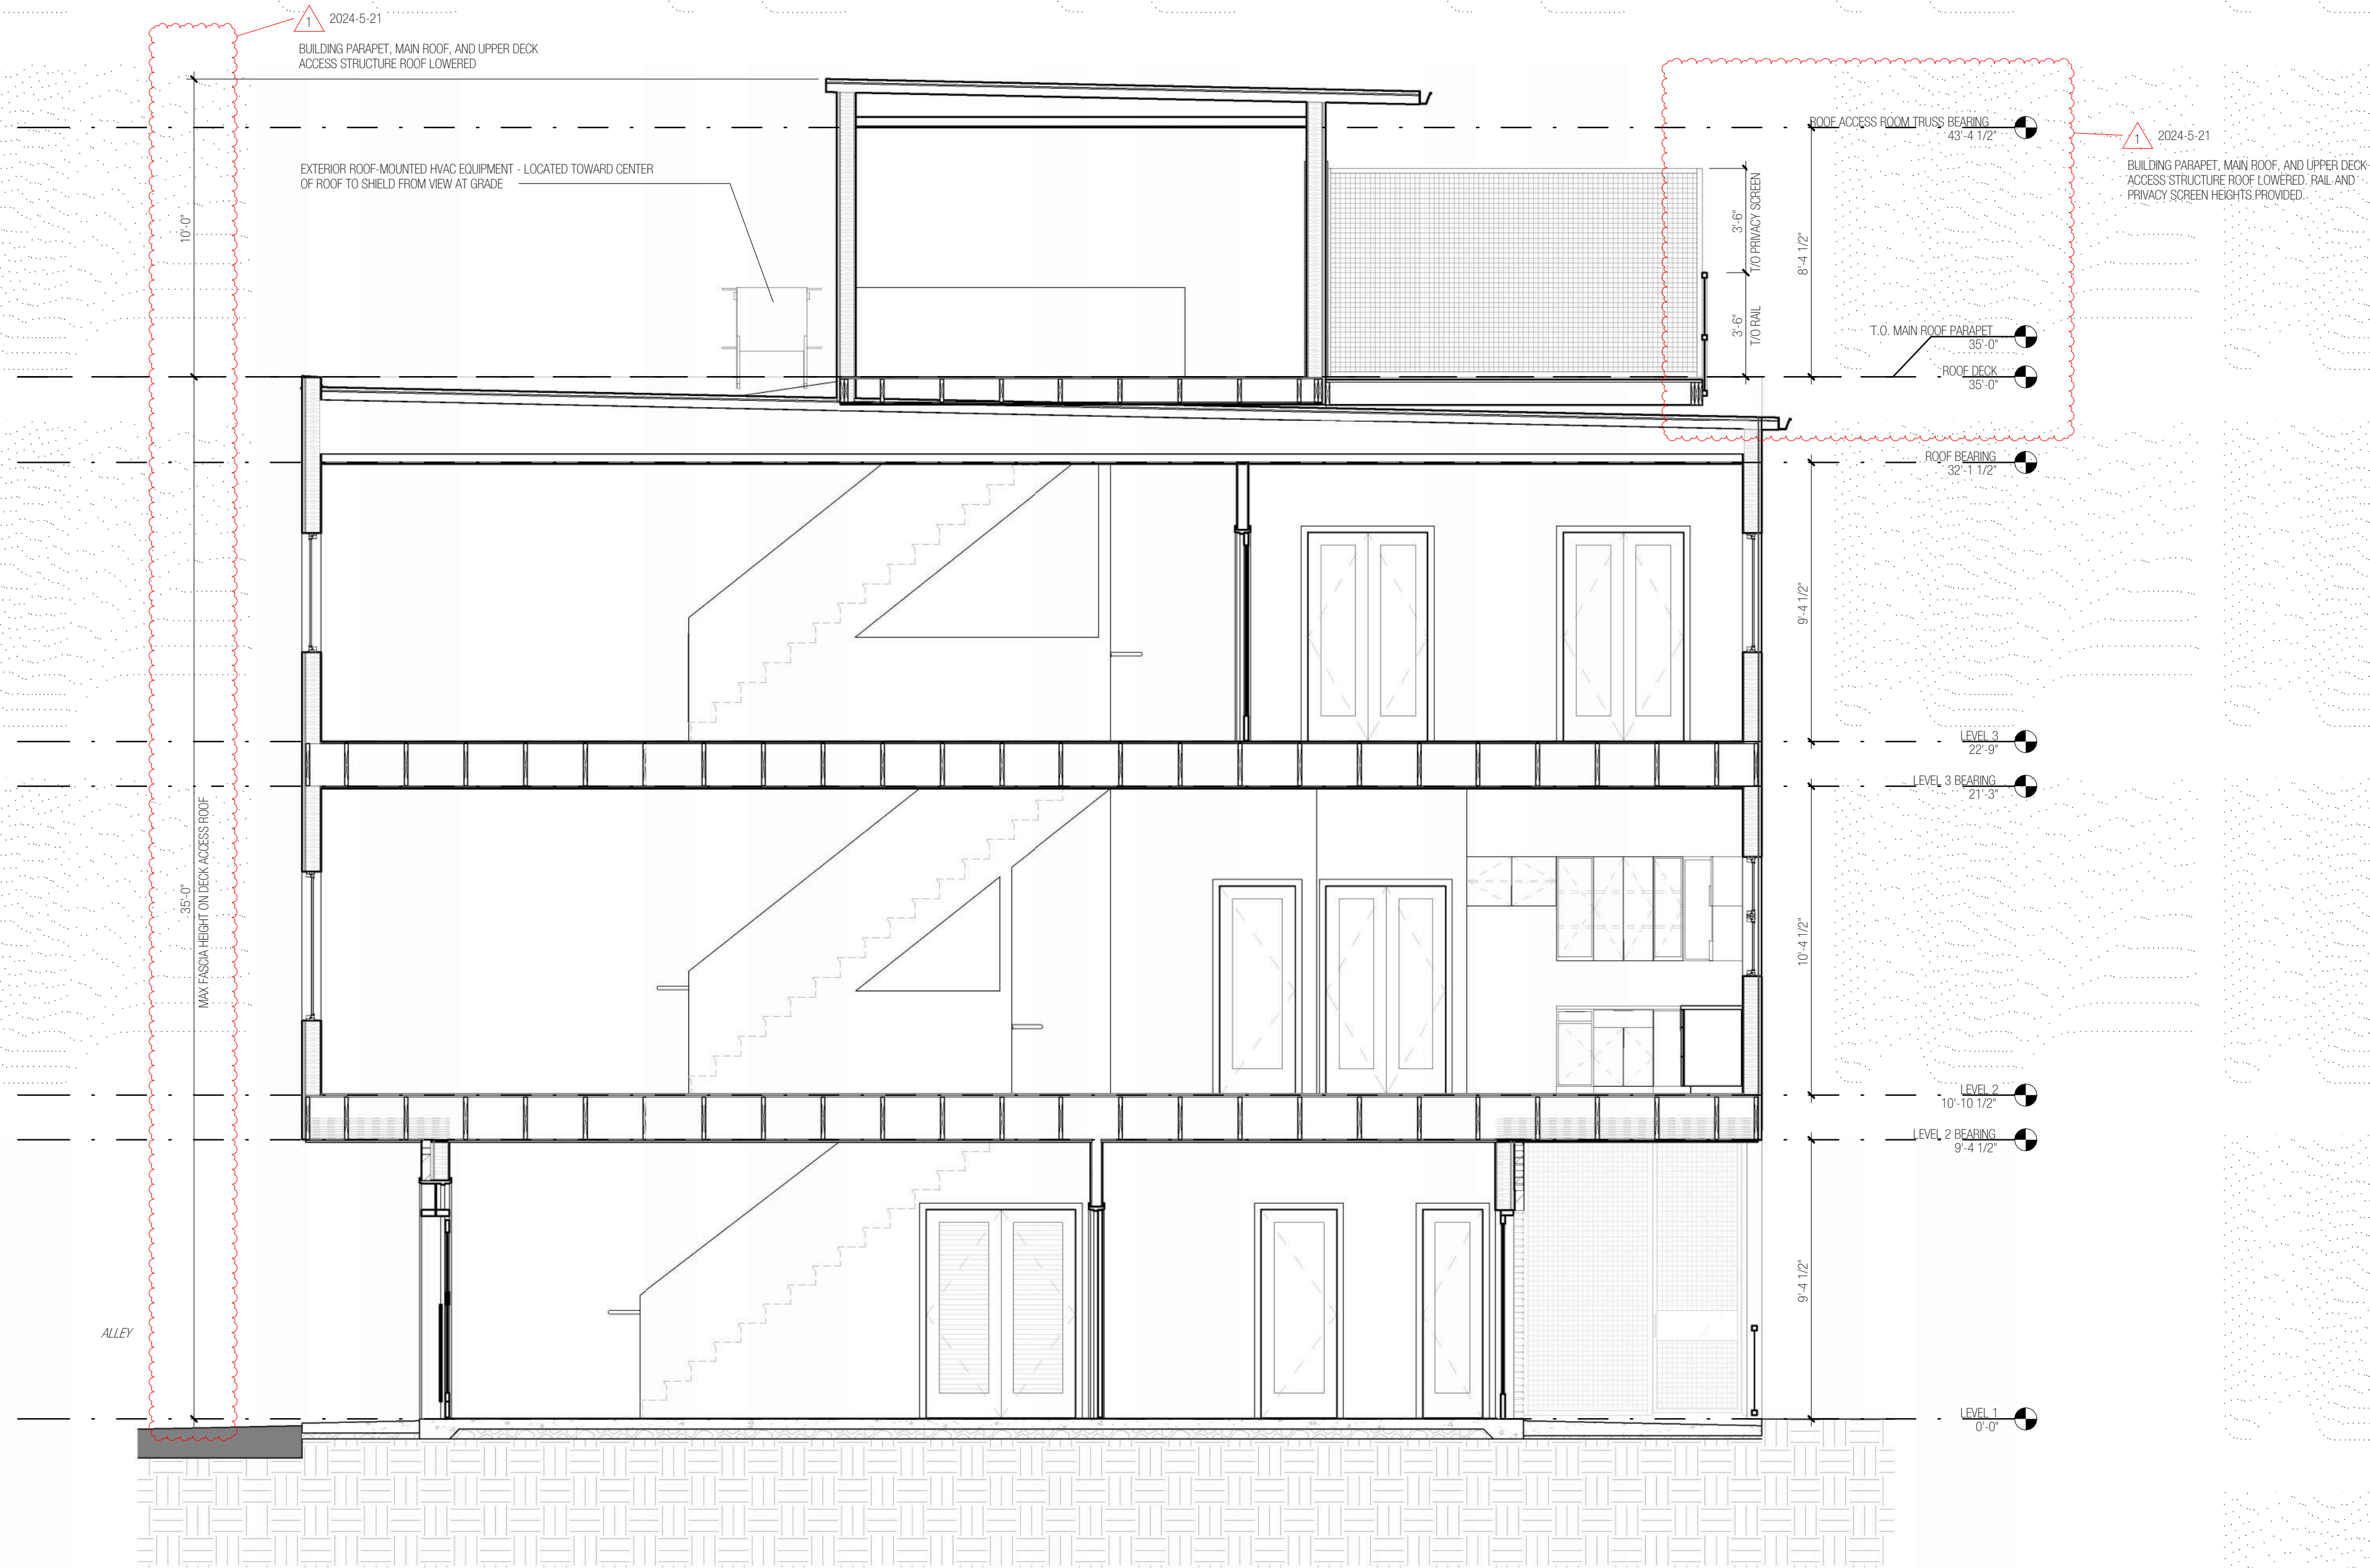 1
2024-5-21
BUILDING PARAPET, MAIN ROOF, AND UPPER DECK
ACCESS STRUCTURE ROOF LOWERED
10'-0"
EXTERIOR ROOF-MOUNTED HVAC EQUIPMENT - LOCATED TOWARD CENTER
OF ROOF TO SHIELD FROM VIEW AT GRADE
3'-6"
T/O PRIVACY SCREEN
3'-6"
T/O RAIL
8'-4 1/2"
ROOF ACCESS ROOM TRUSS BEARING
43'-4 1/2"
1
2024-5-21
BUILDING PARAPET, MAIN ROOF, AND UPPER DECK
ACCESS STRUCTURE ROOF LOWERED. RAIL AND
PRIVACY SCREEN HEIGHTS PROVIDED.
T.O. MAIN ROOF PARAPET
35'-0"
ROOF DECK
35'-0"
ROOF BEARING
32'-1 1/2"
9'-4 1/2"
LEVEL 3
22'-9"
LEVEL 3 BEARING
21'-3"
35'-0"
MAX FASCIA HEIGHT ON DECK ACCESS ROOF
10'-4 1/2"
LEVEL 2
10'-10 1/2"
LEVEL 2 BEARING
9'-4 1/2"
9'-4 1/2"
ALLEY
LEVEL 1
0'-0"